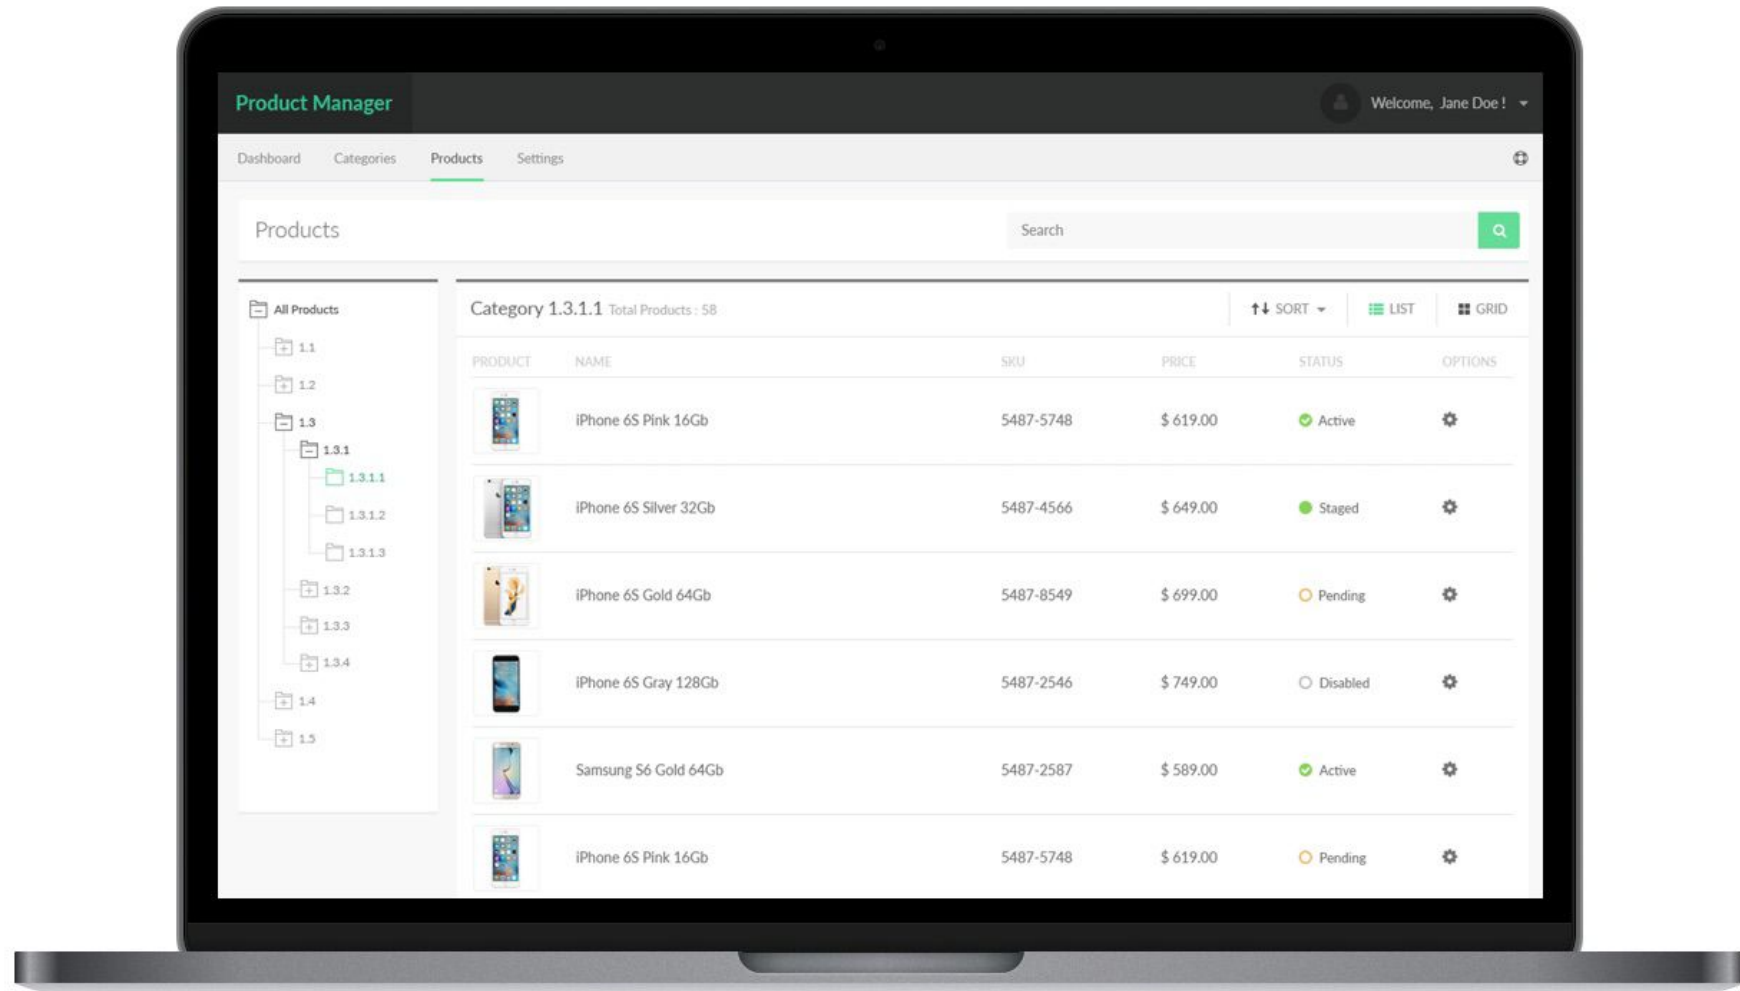 Product Manager
Welcome, Jane Doe !
Dashboard Categories Products Settings
Products
Search
All Products
1.1
1.2
1.3
1.3.1
1.3.1.1
1.3.1.2
1.3.1.3
1.3.2
1.3.3
1.3.4
1.4
1.5
Category 1.3.1.1 Total Products : 58
SORT LIST GRID
PRODUCT NAME SKU PRICE STATUS OPTIONS
iPhone 6S Pink 16Gb 5487-5748 $ 619.00 Active
iPhone 6S Silver 32Gb 5487-4566 $ 649.00 Staged
iPhone 6S Gold 64Gb 5487-8549 $ 699.00 Pending
iPhone 6S Gray 128Gb 5487-2546 $ 749.00 Disabled
Samsung S6 Gold 64Gb 5487-2587 $ 589.00 Active
iPhone 6S Pink 16Gb 5487-5748 $ 619.00 Pending